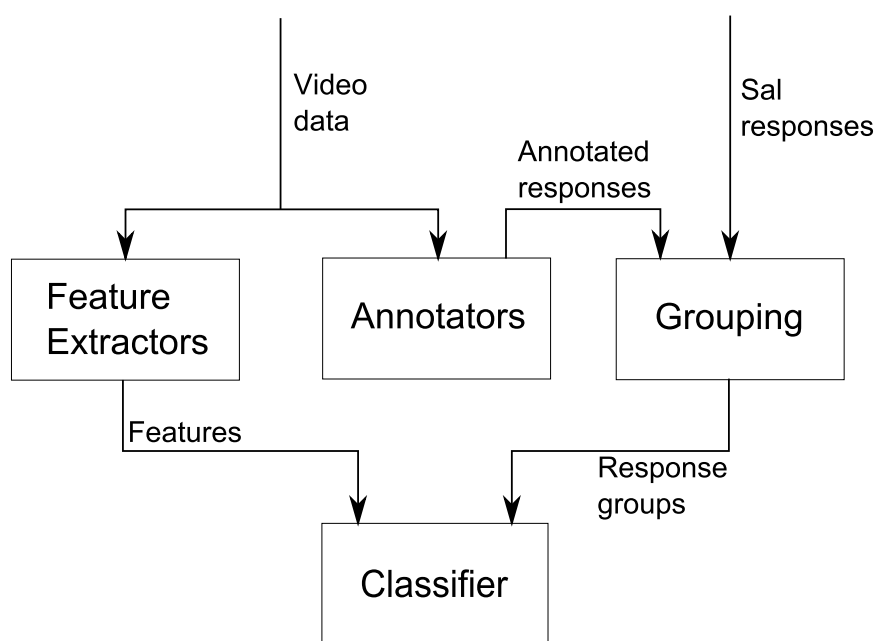 Video
data
Sal
responses
Annotated
responses
Feature
Extractors
Annotators
Grouping
Features
Response
groups
Classifier